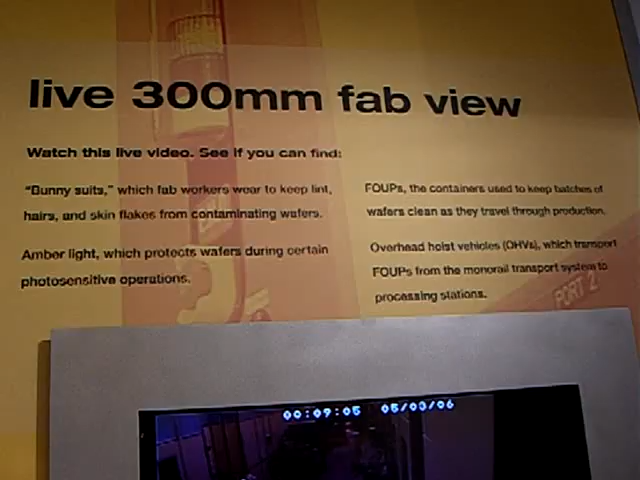 live 300mm fab view
Watch this live video. See if you can find:
"Bunny suits," which fab workers wear to keep lint,
hairs, and skin flakes from contaminating wafers.
Amber light, which protects wafers during certain
photosensitive operations.
FOUPs, the containers used to keep batches of
wafers clean as they travel through production.
Overhead hoist vehicles (OHVs), which transport
FOUPs from the monorail transport system to
processing stations.
PORT 2
00:09:05 05/03/06